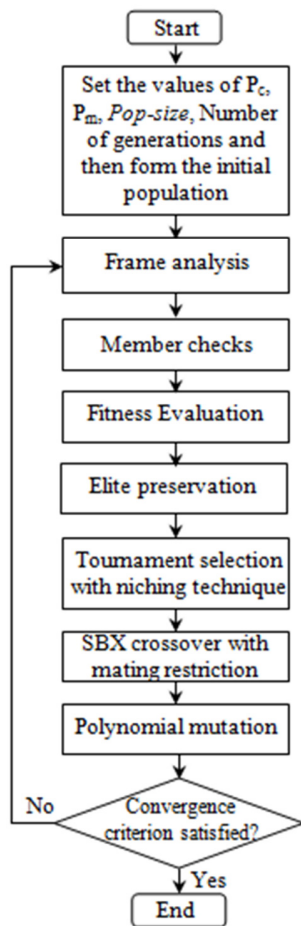 Start
Set the values of Pc,
Pm, Pop-size, Number
of generations and
then form the initial
population
Frame analysis
Member checks
Fitness Evaluation
Elite preservation
Tournament selection
with niching technique
SBX crossover with
mating restriction
Polynomial mutation
No
Convergence
criterion satisfied?
Yes
End